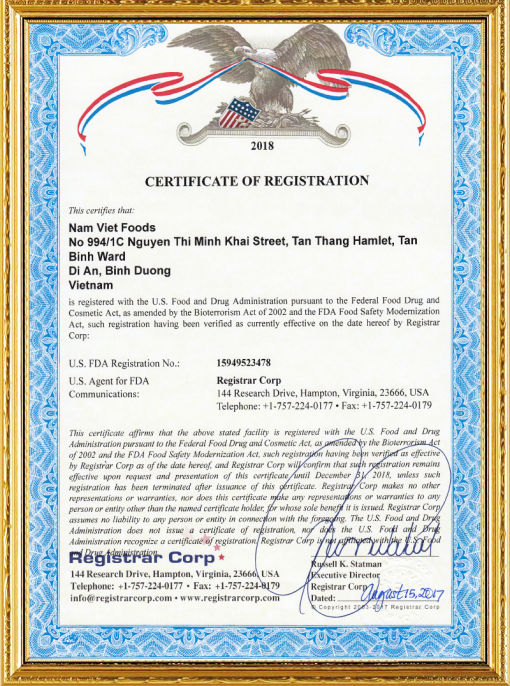 2018
CERTIFICATE OF REGISTRATION
This certifies that:
Nam Viet Foods
No 994/1C Nguyen Thi Minh Khai Street, Tan Thang Hamlet, Tan
Binh Ward
Di An, Binh Duong
Vietnam
is registered with the U.S. Food and Drug Administration pursuant to the Federal Food Drug and
Cosmetic Act, as amended by the Bioterrorism Act of 2002 and the FDA Food Safety Modernization
Act, such registration having been verified as currently effective on the date hereof by Registrar
Corp:
U.S. FDA Registration No.: 15949523478
U.S. Agent for FDA Registrar Corp
Communications: 144 Research Drive, Hampton, Virginia, 23666, USA
Telephone: +1-757-224-0177 • Fax: +1-757-224-0179
This certificate affirms that the above stated facility is registered with the U.S. Food and Drug
Administration pursuant to the Federal Food Drug and Cosmetic Act, as amended by the Bioterrorism Act
of 2002 and the FDA Food Safety Modernization Act, such registration having been verified as effective
by Registrar Corp as of the date hereof, and Registrar Corp will confirm that such registration remains
effective upon request and presentation of this certificate until December 31, 2018, unless such
registration has been terminated after issuance of this certificate. Registrar Corp makes no other
representations or warranties, nor does this certificate make any representations or warranties to any
person or entity other than the named certificate holder, for whose sole benefit it is issued. Registrar Corp
assumes no liability to any person or entity in connection with the foregoing. The U.S. Food and Drug
Administration does not issue a certificate of registration, nor does the U.S. Food and Drug
Administration recognize a certificate of registration. Registrar Corp is not affiliated with the U.S. Food
and Drug Administration.
Registrar Corp
144 Research Drive, Hampton, Virginia, 23666, USA
Telephone: +1-757-224-0177 • Fax: +1-757-224-0179
info@registrarcorp.com • www.registrarcorp.com
Russell K. Statman
Executive Director
Registrar Corp
Dated: August 15, 2017
© Copyright 2003-2017 Registrar Corp